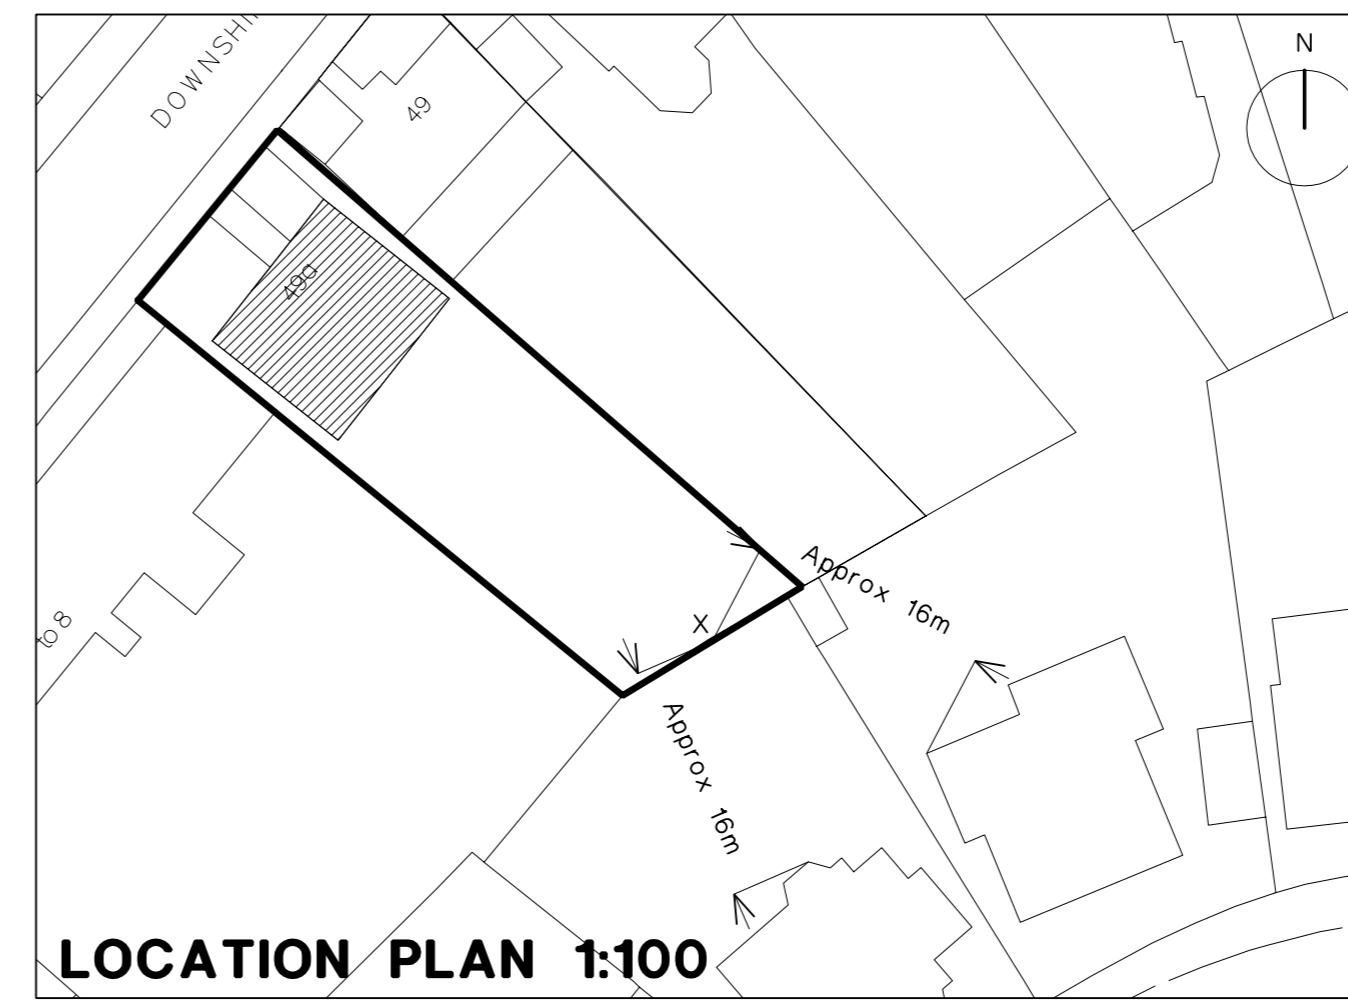 DOWNSHI
N
49
49a
to 8
X
Approx 16m
Approx 16m
LOCATION PLAN 1:100